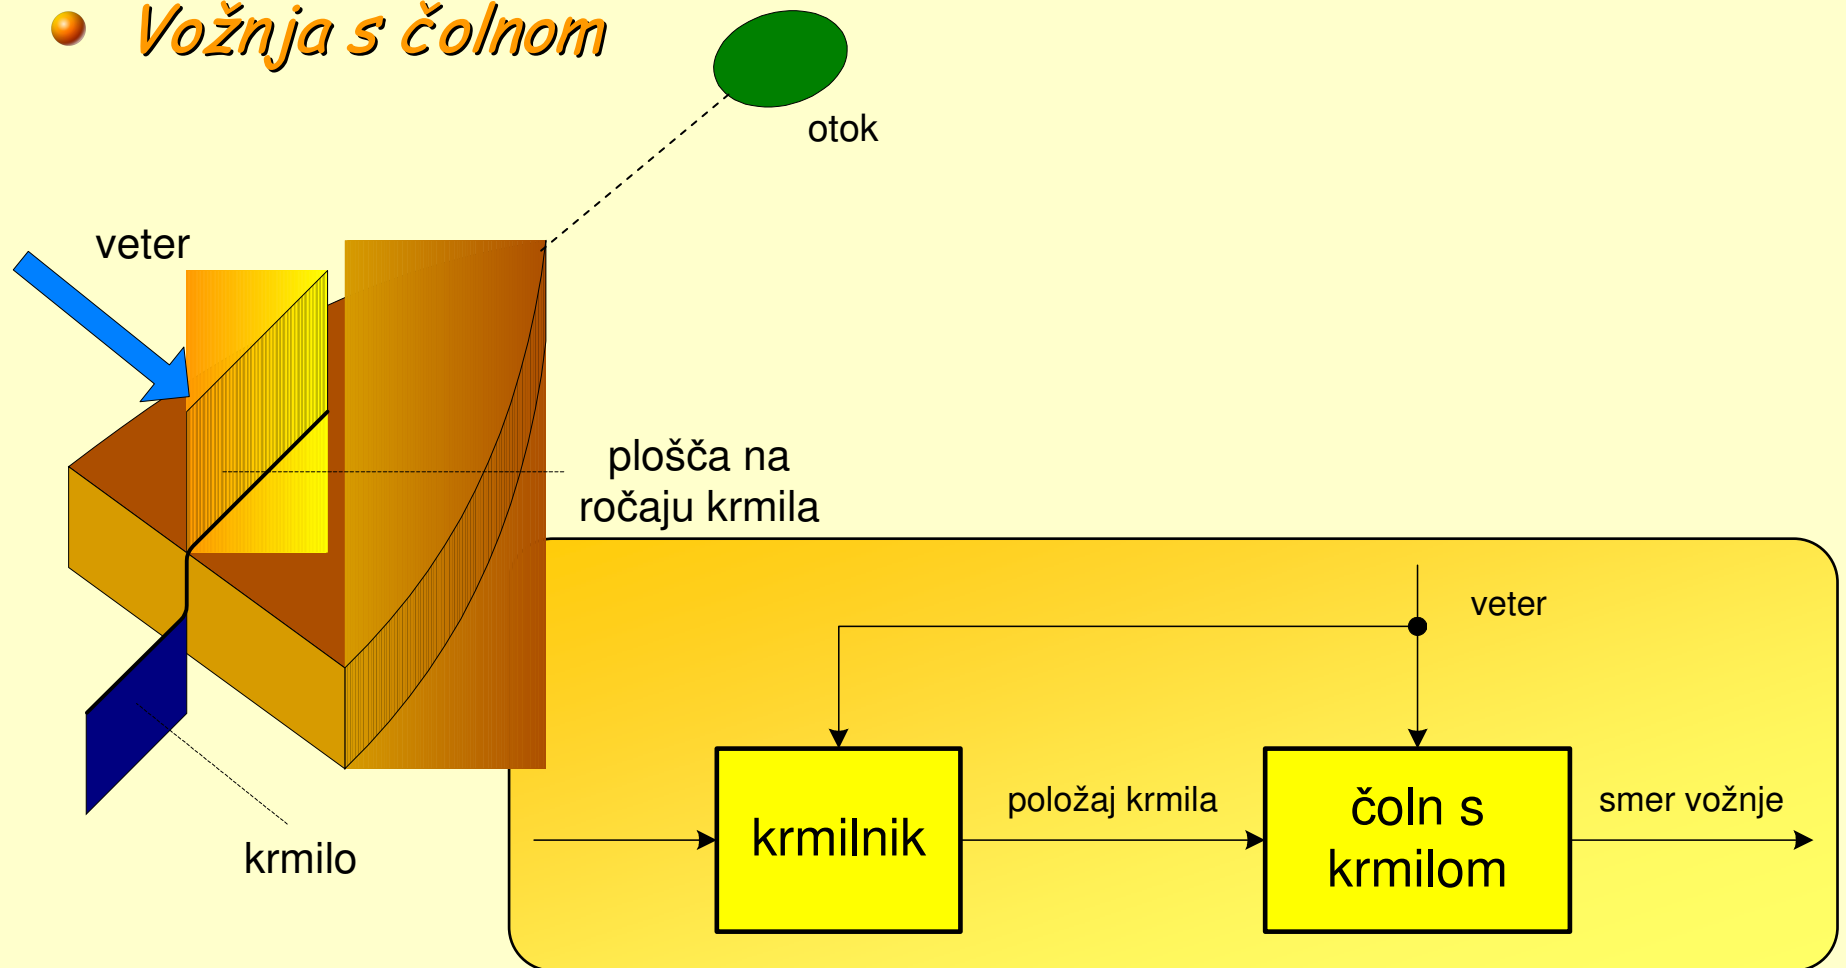 Vožnja s čolnom
otok
veter
plošča na
ročaju krmila
veter
položaj krmila
čoln s
krmilom
smer vožnje
krmilnik
krmilo